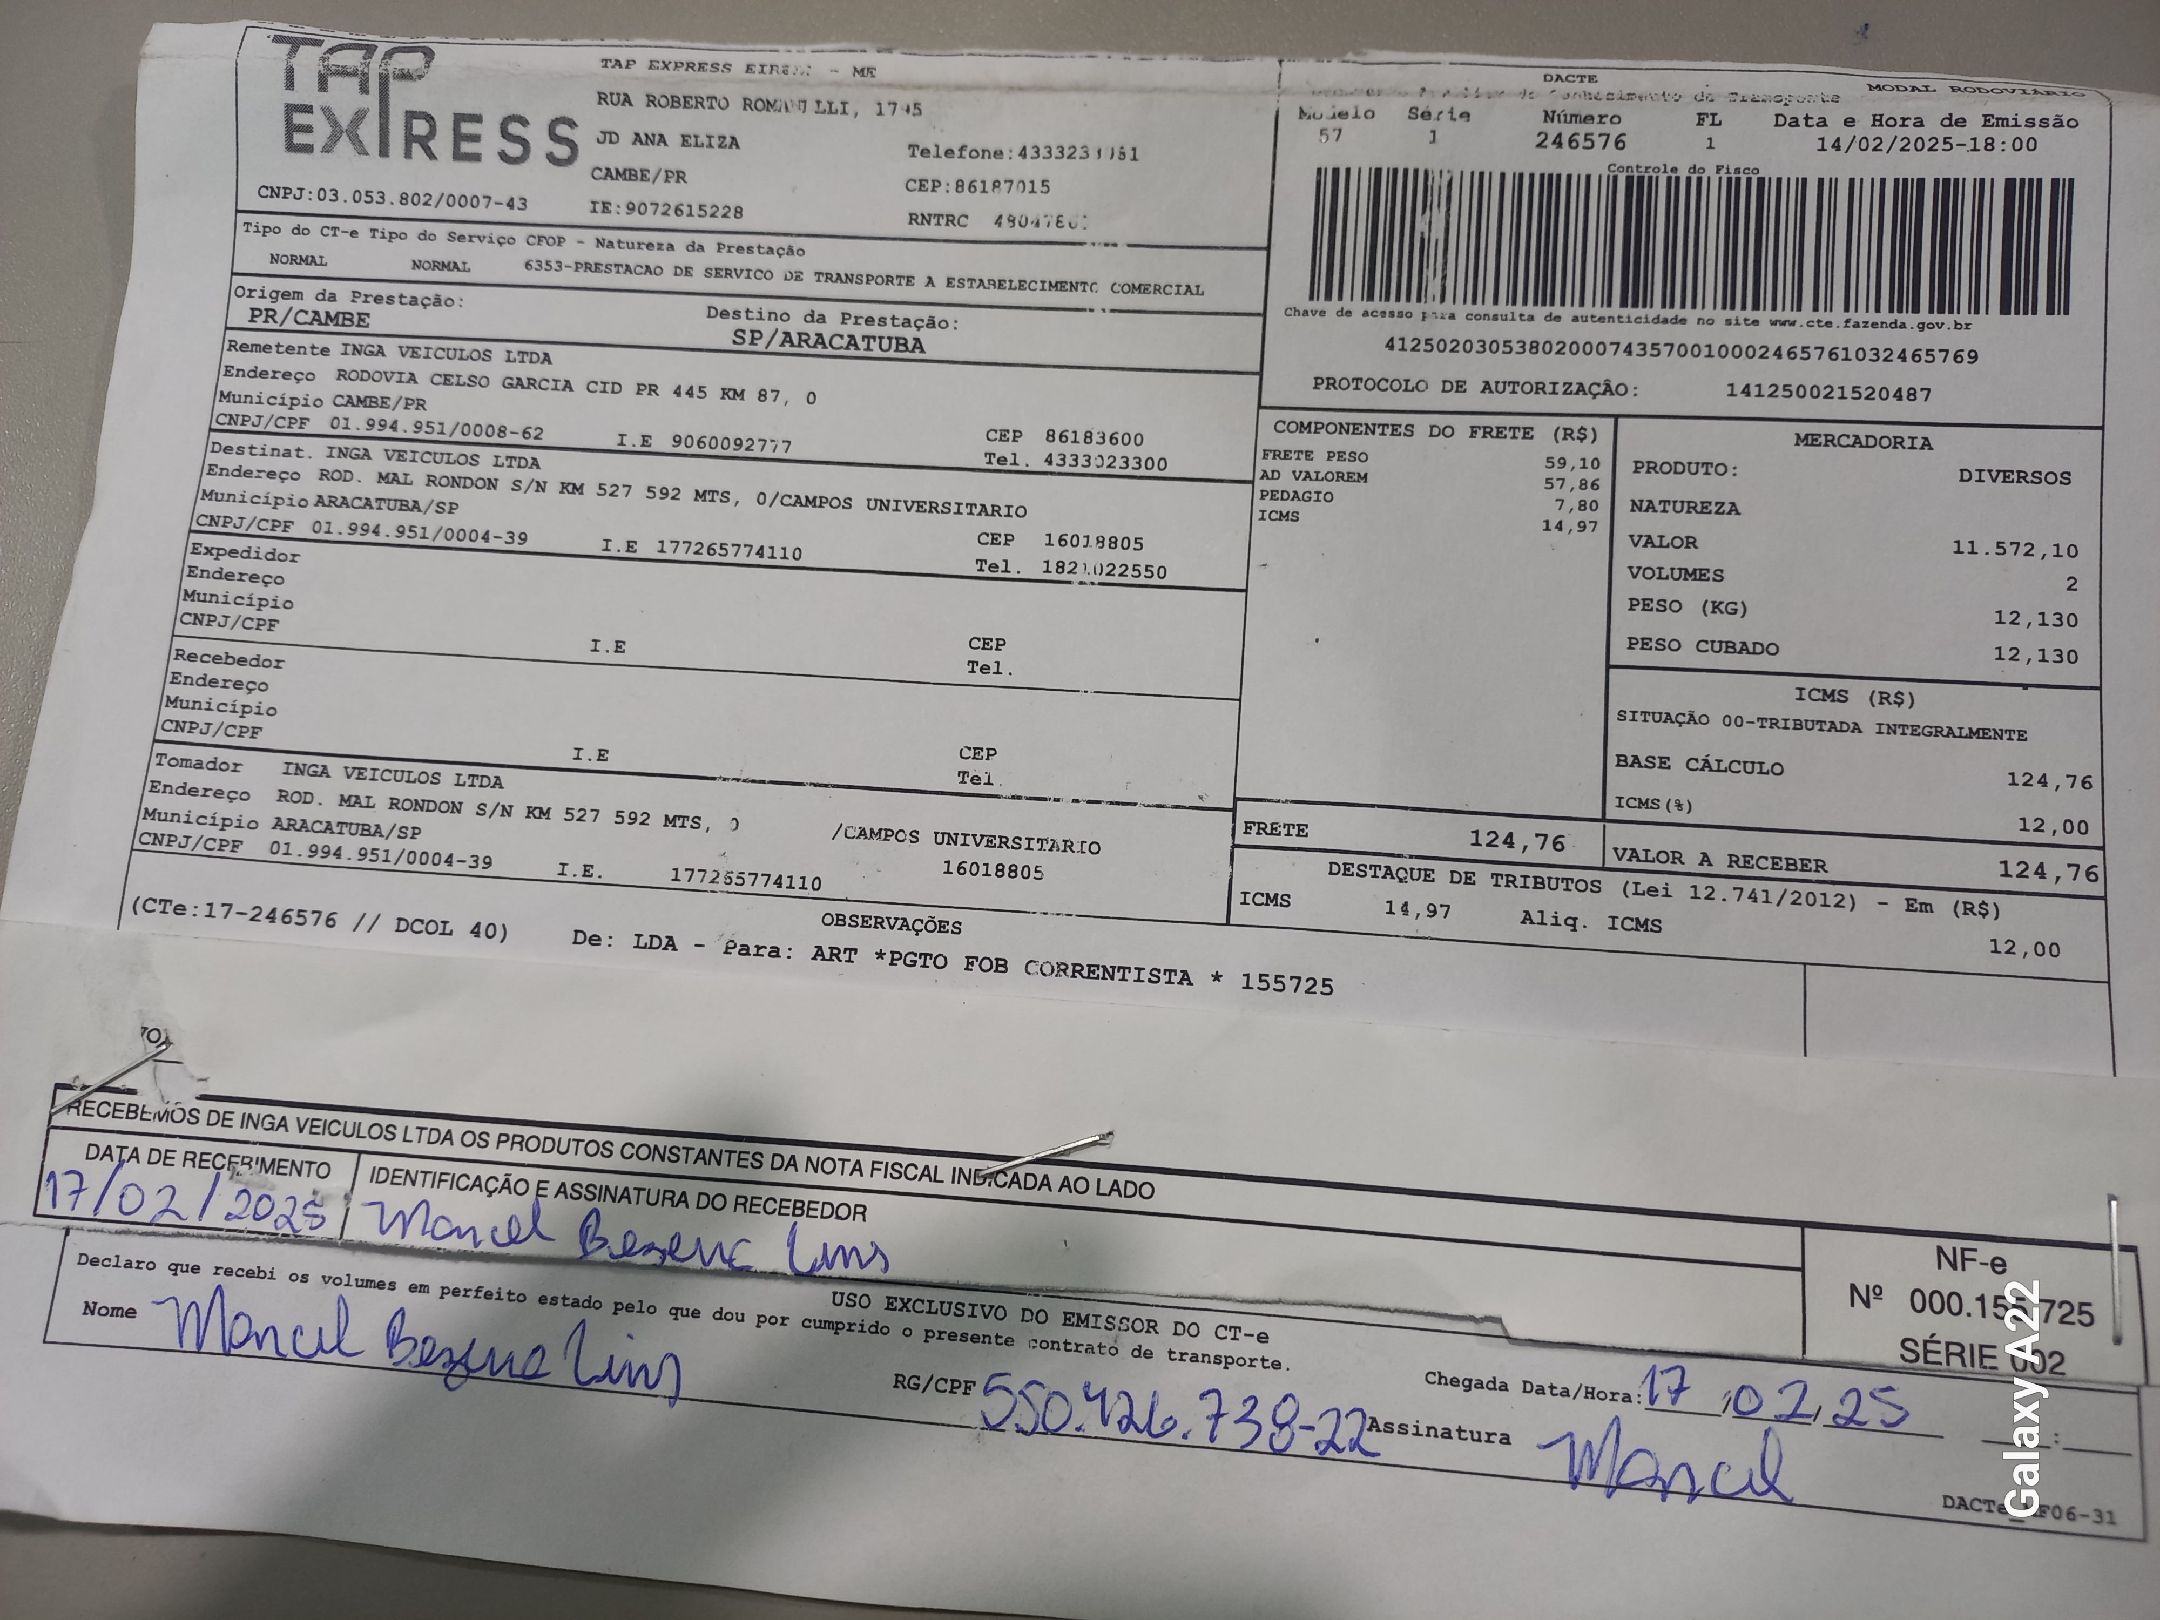 TAP
EXPRESS
CNPJ:03.053.802/0007-43
TAP EXPRESS - ME
RUA ROBERTO
JD ANA ELIZA
CAMBE/PR
IE:9072615228
Telefone:
CEP:86187015
RNTRC
DACTE
MODAL RODOVIÁRIO
Modelo Série Número FL Data e Hora de Emissão
57 1 246576 1 14/02/2025-18:00
Controle do Fisco
Chave de acesso para consulta de autenticidade no site www.cte.fazenda.gov.br
41250203053802000743570010002465761032465769
PROTOCOLO DE AUTORIZAÇÃO: 141250021520487
Tipo do CT-e Tipo do Serviço CFOP - Natureza da Prestação
NORMAL NORMAL 6353-PRESTACAO DE SERVICO DE TRANSPORTE A ESTABELECIMENTO COMERCIAL
Origem da Prestação: Destino da Prestação:
PR/CAMBE SP/ARACATUBA
Remetente INGA VEICULOS LTDA
Endereço RODOVIA CELSO GARCIA CID PR 445 KM 87, 0
Município CAMBE/PR CEP 86183600
CNPJ/CPF 01.994.951/0008-62 I.E 9060092777 Tel. 4333023300
Destinat. INGA VEICULOS LTDA
Endereço ROD. MAL RONDON S/N KM 527 592 MTS, 0/CAMPOS UNIVERSITARIO
Município ARACATUBA/SP CEP 16018805
CNPJ/CPF 01.994.951/0004-39 I.E 177265774110 Tel.
Expedidor
Endereço
Município CEP
CNPJ/CPF I.E Tel.
Recebedor
Endereço
Município CEP
CNPJ/CPF I.E Tel.
Tomador INGA VEICULOS LTDA
Endereço ROD. MAL RONDON S/N KM 527 592 MTS, 0 /CAMPOS UNIVERSITARIO
Município ARACATUBA/SP 16018805
CNPJ/CPF 01.994.951/0004-39 I.E. 177265774110
COMPONENTES DO FRETE (R$)
FRETE PESO 59,10
AD VALOREM 57,86
PEDAGIO 7,80
ICMS 14,97
MERCADORIA
PRODUTO: DIVERSOS
NATUREZA
VALOR 11.572,10
VOLUMES 2
PESO (KG) 12,130
PESO CUBADO 12,130
ICMS (R$)
SITUAÇÃO 00-TRIBUTADA INTEGRALMENTE
BASE CÁLCULO 124,76
ICMS(%) 12,00
FRETE 124,76 VALOR A RECEBER 124,76
DESTAQUE DE TRIBUTOS (Lei 12.741/2012) - Em (R$)
ICMS 14,97 Aliq. ICMS 12,00
OBSERVAÇÕES
(CTe:17-246576 // DCOL 40) De: LDA - Para: ART *PGTO FOB CORRENTISTA * 155725
RECEBEMOS DE INGA VEICULOS LTDA OS PRODUTOS CONSTANTES DA NOTA FISCAL INDICADA AO LADO
DATA DE RECEBIMENTO IDENTIFICAÇÃO E ASSINATURA DO RECEBEDOR
17/02/2025 Marcel Bezerra Lins
NF-e
Nº 000.155.725
SÉRIE 002
USO EXCLUSIVO DO EMISSOR DO CT-e
Declaro que recebi os volumes em perfeito estado pelo que dou por cumprido o presente contrato de transporte.
Nome Marcel Bezerra Lins RG/CPF 550.426.738-22 Chegada Data/Hora: 17/02/25 :
Assinatura Marcel
Galaxy A22